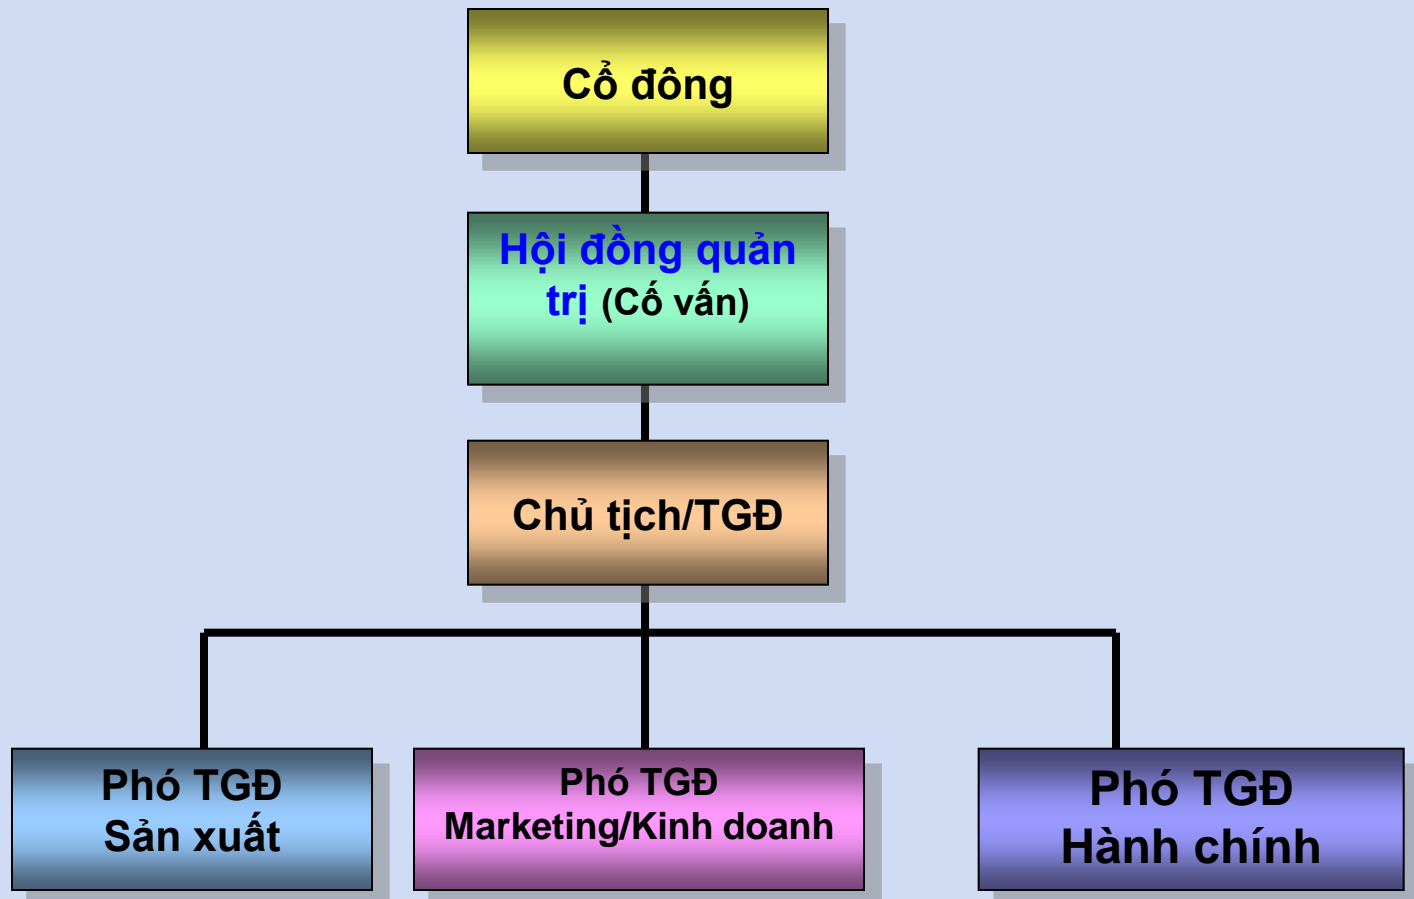 Cổ đông
Hội đồng quản
trị (Cố vấn)
Chủ tịch/TGĐ
Phó TGĐ
Sản xuất
Phó TGĐ
Marketing/Kinh doanh
Phó TGĐ
Hành chính